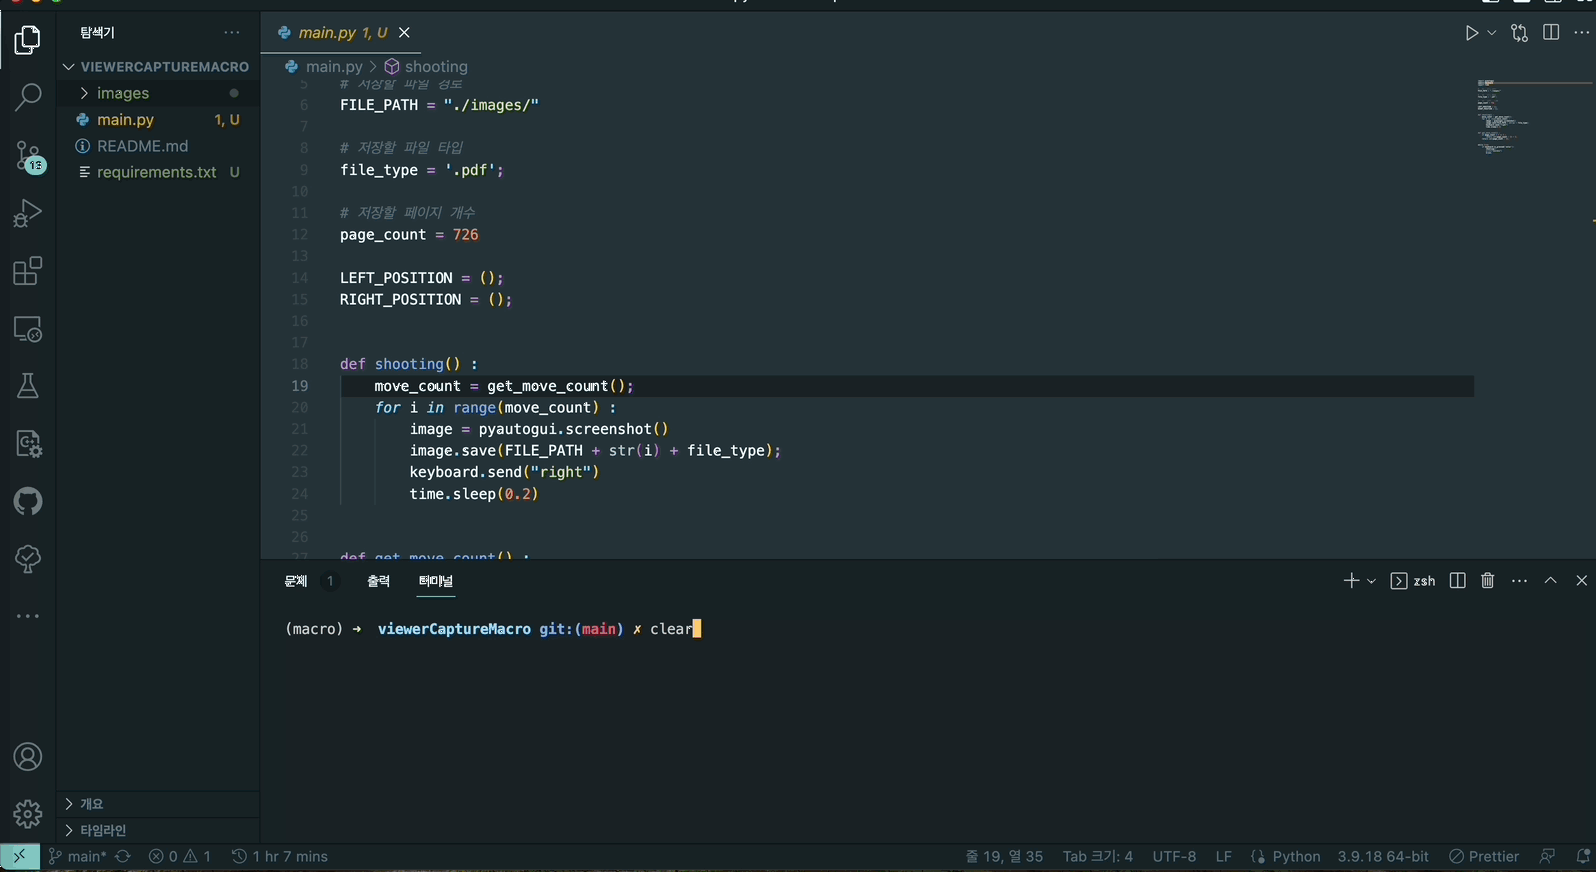 탐색기
VIEWERCAPTUREMACRO
images
main.py 1, U
README.md
requirements.txt U
개요
타임라인
main.py 1, U
main.py > shooting
5 # 저장할 파일 경로
6 FILE_PATH = "./images/"
7
8 # 저장할 파일 타입
9 file_type = '.pdf';
10
11 # 저장할 페이지 개수
12 page_count = 726
13
14 LEFT_POSITION = ();
15 RIGHT_POSITION = ();
16
17
18 def shooting() :
19 move_count = get_move_count();
20 for i in range(move_count) :
21 image = pyautogui.screenshot()
22 image.save(FILE_PATH + str(i) + file_type);
23 keyboard.send("right")
24 time.sleep(0.2)
25
26
27 def get_move_count() :
문제 1 출력 터미널
zsh
(macro) → viewerCaptureMacro git:(main) ✗ clear
main* 0 1 1 hr 7 mins
줄 19, 열 35 Tab 크기: 4 UTF-8 LF Python 3.9.18 64-bit Prettier